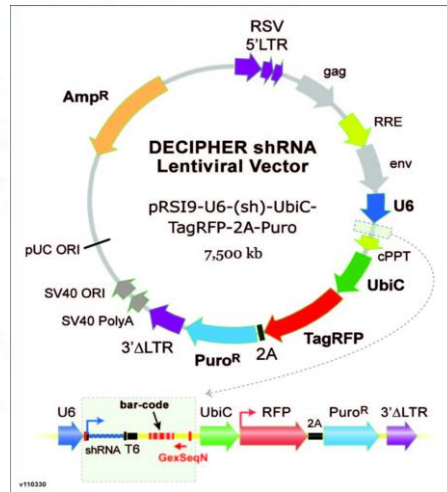 RSV
5'LTR
gag
AmpR
RRE
DECIPHER shRNA
Lentiviral Vector
env
pRSI9-U6-(sh)-UbiC-
TagRFP-2A-Puro
U6
7,500 kb
pUC ORI
cPPT
UbiC
SV40 ORI
SV40 PolyA
TagRFP
3'ΔLTR
PuroR
2A
U6
bar-code
UbiC
RFP
2A
PuroR
3'ΔLTR
shRNA
T6
GexSeqN
v110330